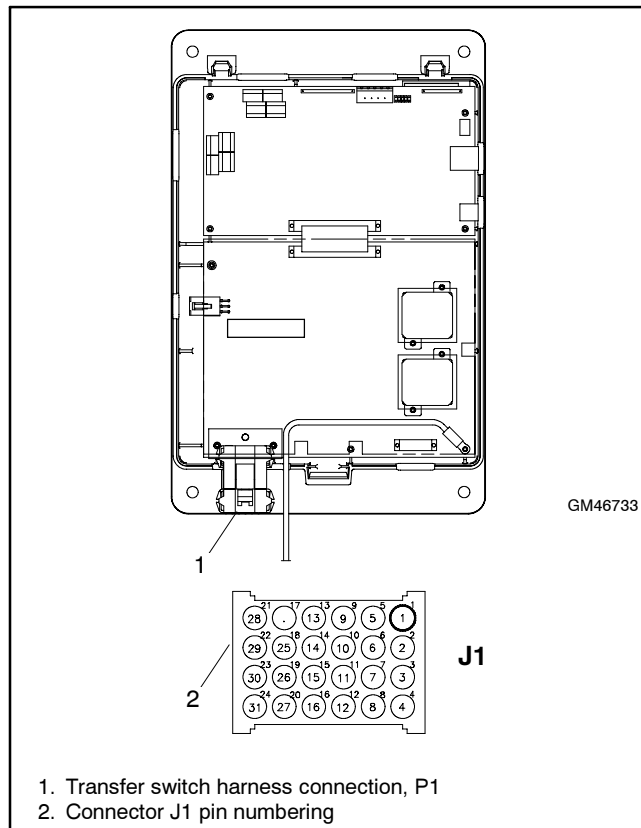 GM46733
1
21 17 13 9 5 1
28 . 13 9 5 1
22 18 14 10 6 2
29 25 14 10 6 2
J1
23 19 15 11 7 3
30 26 15 11 7 3
2
24 20 16 12 8 4
31 27 16 12 8 4
1. Transfer switch harness connection, P1
2. Connector J1 pin numbering